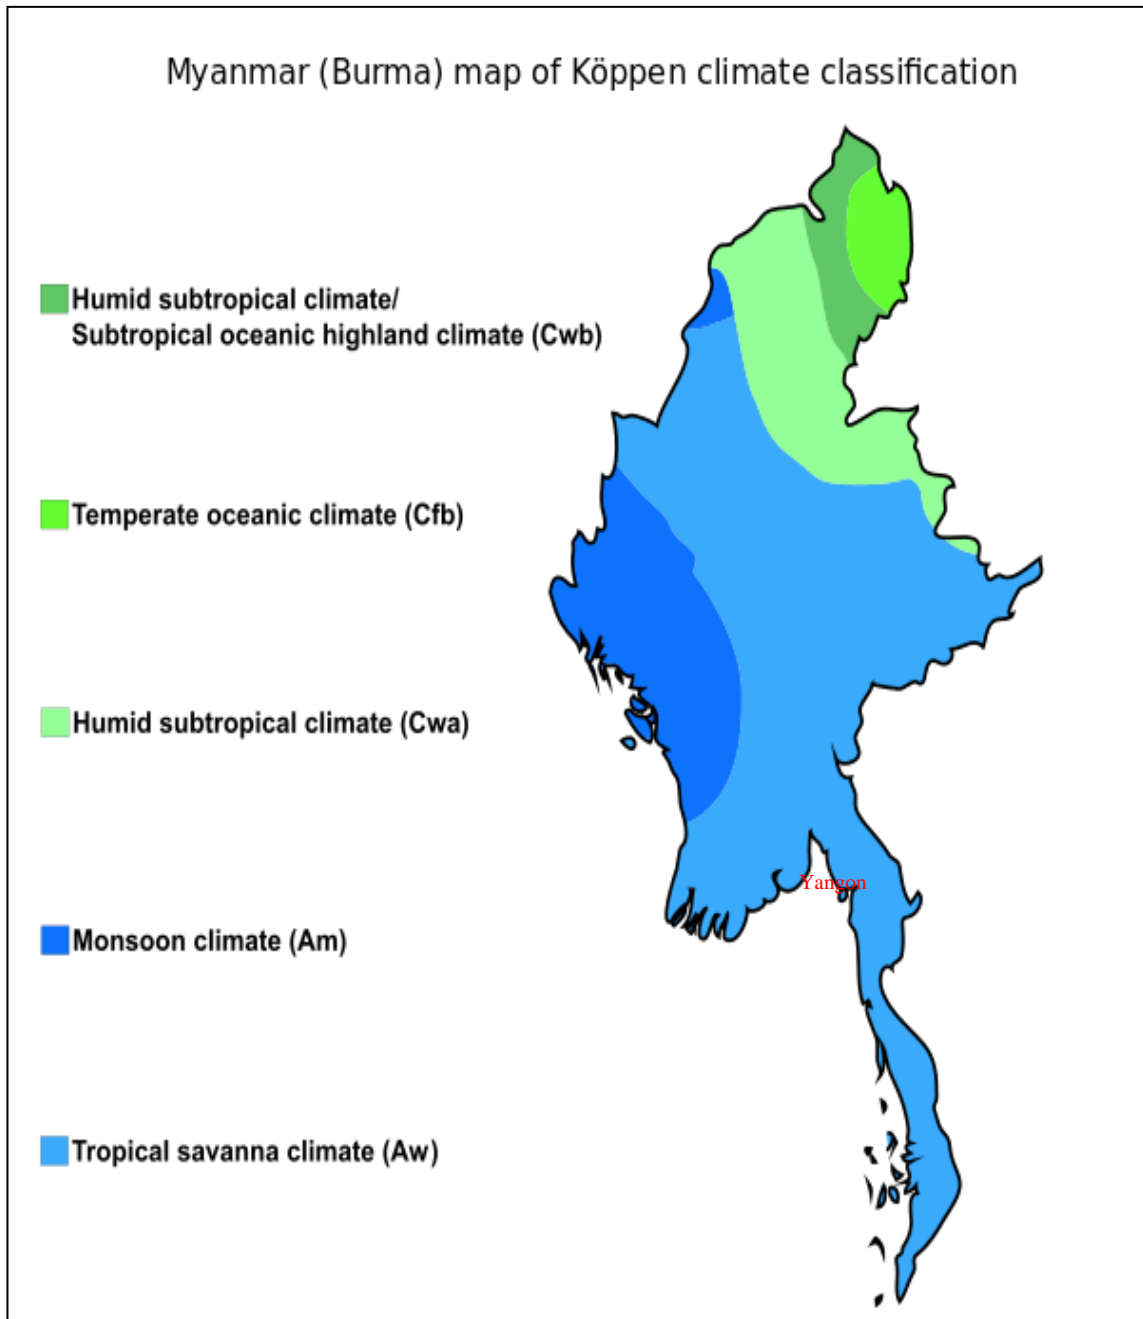 Myanmar (Burma) map of Köppen climate classification
Humid subtropical climate/
Subtropical oceanic highland climate (Cwb)
Temperate oceanic climate (Cfb)
Humid subtropical climate (Cwa)
Yangon
Monsoon climate (Am)
Tropical savanna climate (Aw)